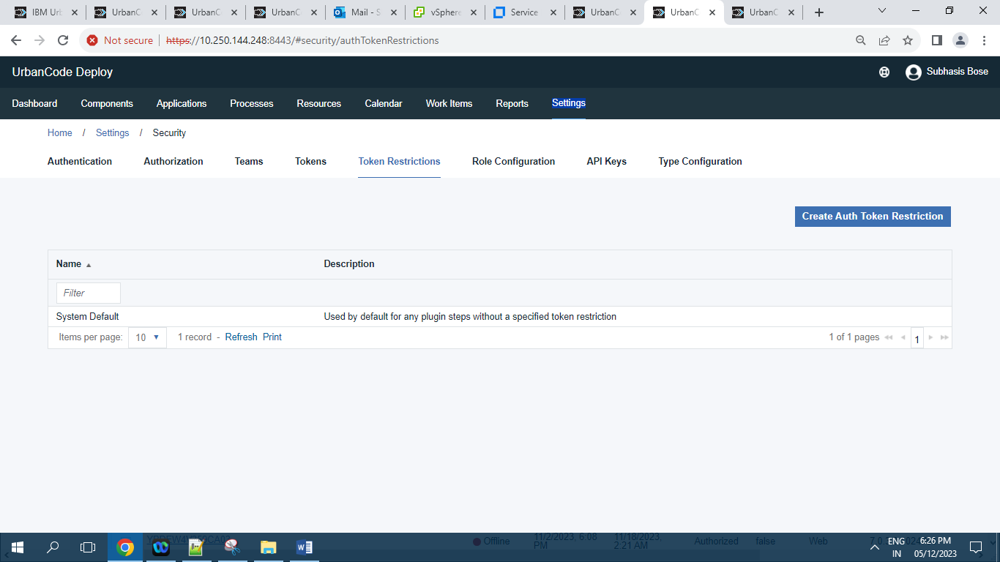 IBM Urb UrbanC UrbanC UrbanC Mail - S vSphere Service UrbanC UrbanC UrbanC
Not secure https://10.250.144.248:8443/#security/authTokenRestrictions
UrbanCode Deploy Subhasis Bose
Dashboard Components Applications Processes Resources Calendar Work Items Reports Settings
Home / Settings / Security
Authentication Authorization Teams Tokens Token Restrictions Role Configuration API Keys Type Configuration
Create Auth Token Restriction
Name Description
Filter
System Default Used by default for any plugin steps without a specified token restriction
Items per page: 10 1 record - Refresh Print 1 of 1 pages 1
Offline 11/2/2023, 6:08 PM 11/18/2023, 2:21 AM Authorized false Web
ENG 6:26 PM
IN 05/12/2023